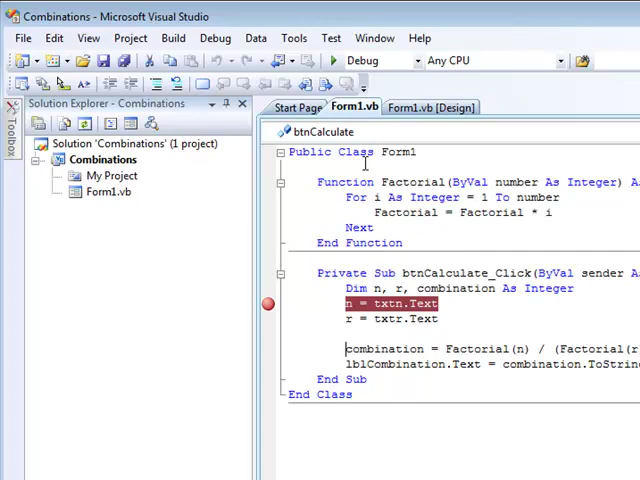 Combinations - Microsoft Visual Studio
File Edit View Project Build Debug Data Tools Test Window Help
Debug Any CPU
Toolbox
Solution Explorer - Combinations
Solution 'Combinations' (1 project)
Combinations
My Project
Form1.vb
Start Page Form1.vb Form1.vb [Design]
btnCalculate
Public Class Form1
Function Factorial(ByVal number As Integer) As
For i As Integer = 1 To number
Factorial = Factorial * i
Next
End Function
Private Sub btnCalculate_Click(ByVal sender As
Dim n, r, combination As Integer
n = txtn.Text
r = txtr.Text
combination = Factorial(n) / (Factorial(r
lblCombination.Text = combination.ToString
End Sub
End Class